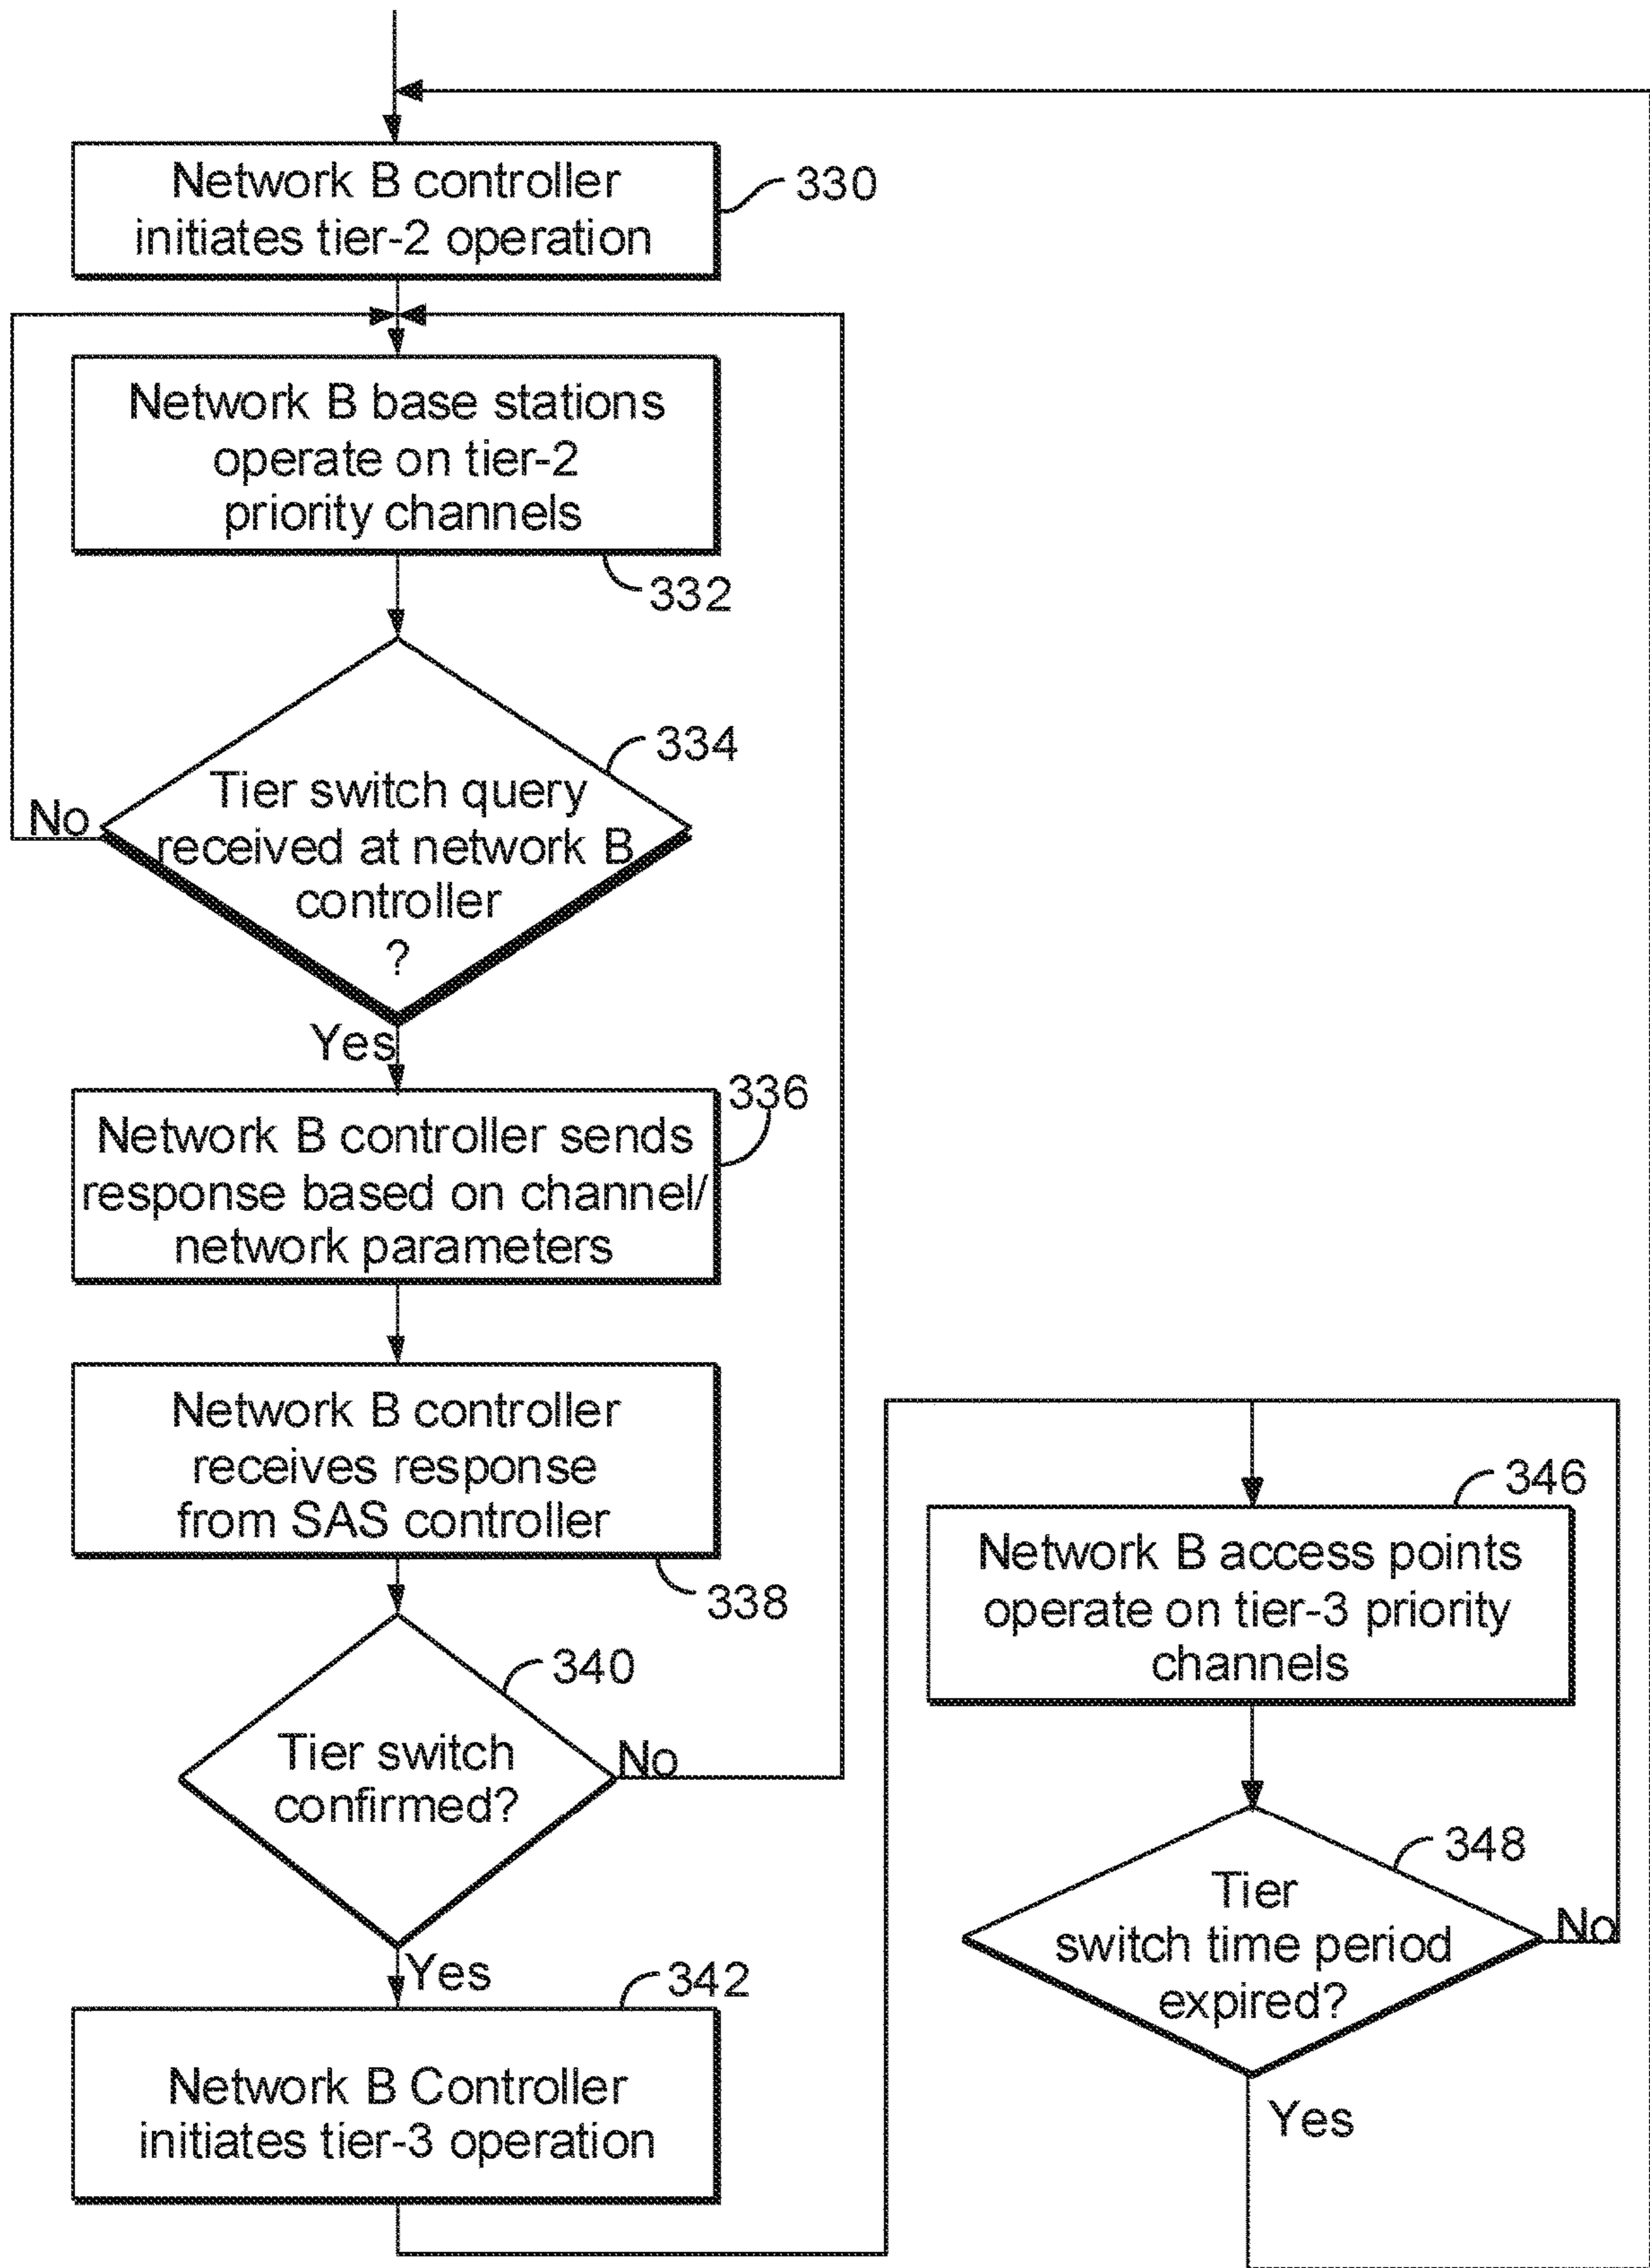 Network B controller
initiates tier-2 operation
330
Network B base stations
operate on tier-2
priority channels
332
334
Tier switch query
received at network B
controller
?
No
Yes
336
Network B controller sends
response based on channel/
network parameters
Network B controller
receives response
from SAS controller
338
340
Tier switch
confirmed?
No
Yes
342
Network B Controller
initiates tier-3 operation
346
Network B access points
operate on tier-3 priority
channels
348
Tier
switch time period
expired?
No
Yes